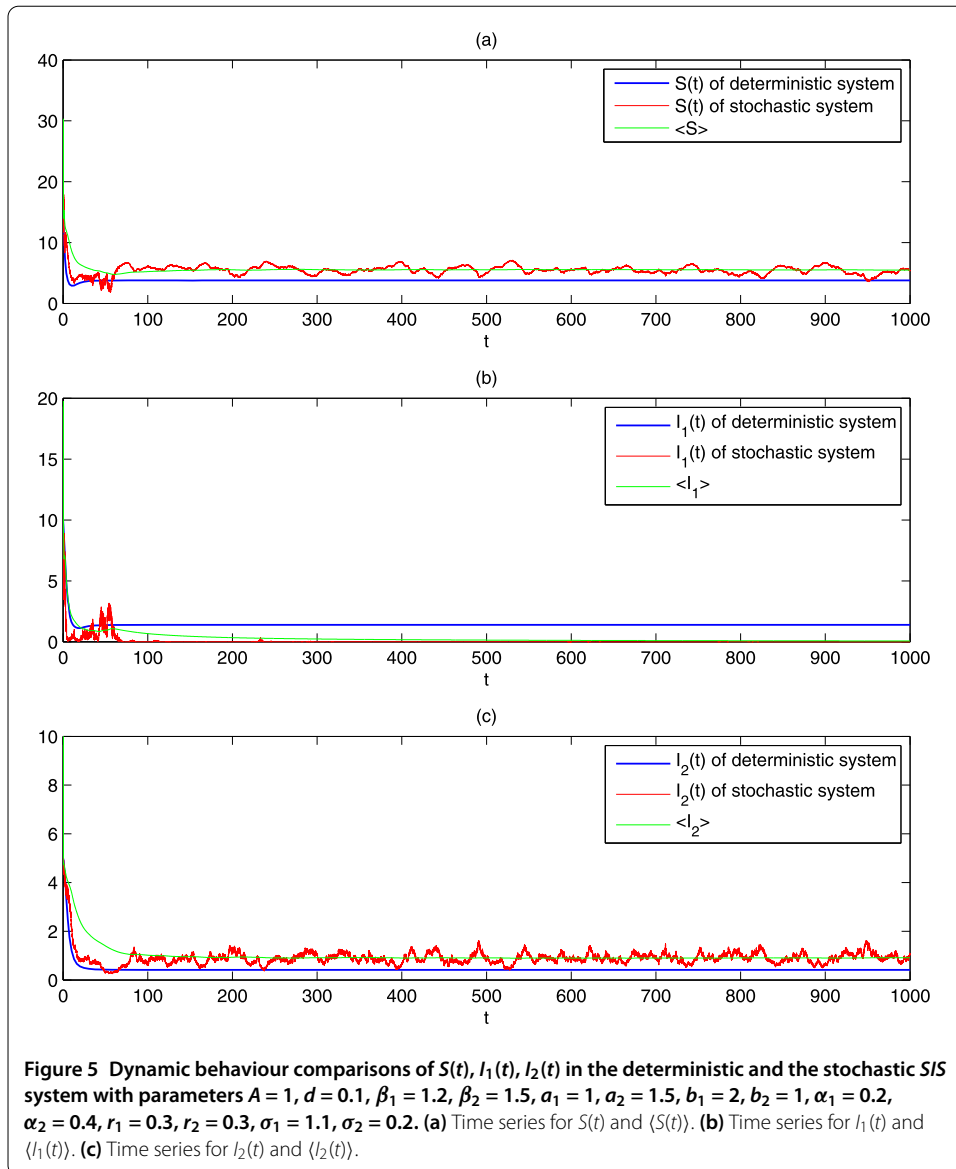 (a)
40
30
20
10
0
S(t) of deterministic system
S(t) of stochastic system
<S>
0 100 200 300 400 500 600 700 800 900 1000
t
(b)
20
15
10
5
0
I_1(t) of deterministic system
I_1(t) of stochastic system
<I_1>
0 100 200 300 400 500 600 700 800 900 1000
t
(c)
10
8
6
4
2
0
I_2(t) of deterministic system
I_2(t) of stochastic system
<I_2>
0 100 200 300 400 500 600 700 800 900 1000
t
Figure 5 Dynamic behaviour comparisons of S(t), I₁(t), I₂(t) in the deterministic and the stochastic SIS
system with parameters A = 1, d = 0.1, β₁ = 1.2, β₂ = 1.5, a₁ = 1, a₂ = 1.5, b₁ = 2, b₂ = 1, α₁ = 0.2,
α₂ = 0.4, r₁ = 0.3, r₂ = 0.3, σ₁ = 1.1, σ₂ = 0.2. (a) Time series for S(t) and ⟨S(t)⟩. (b) Time series for I₁(t) and
⟨I₁(t)⟩. (c) Time series for I₂(t) and ⟨I₂(t)⟩.